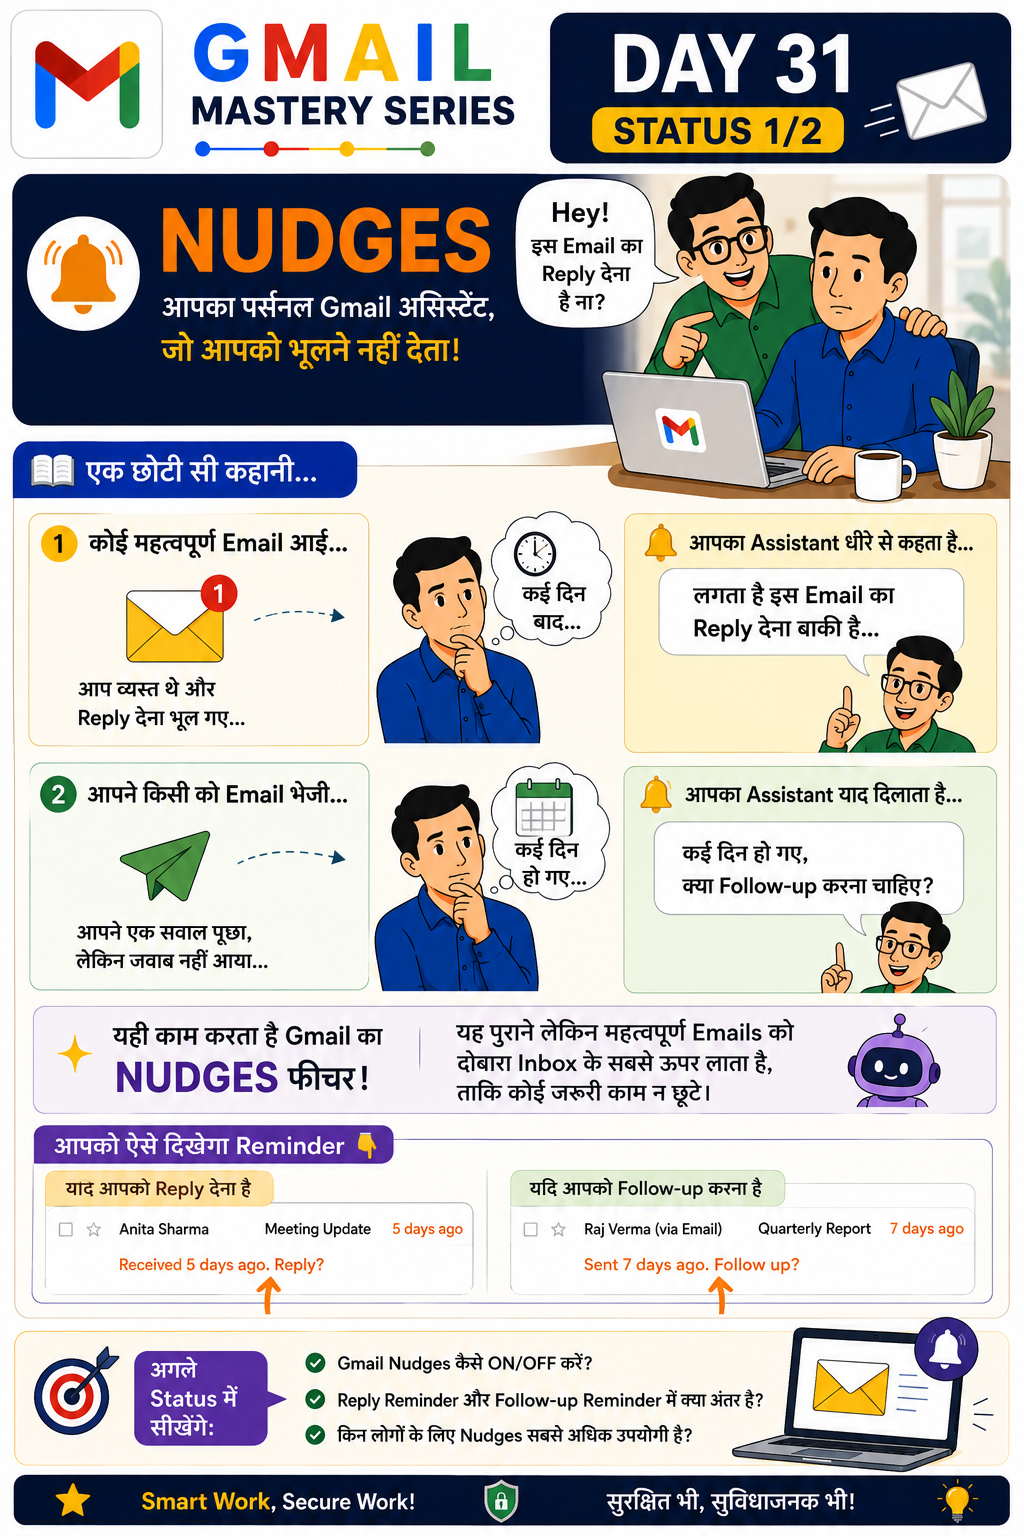 GMAIL
MASTERY SERIES
DAY 31
STATUS 1/2
NUDGES
आपका पर्सनल Gmail असिस्टेंट,
जो आपको भूलने नहीं देता!
Hey!
इस Email का
Reply देना
है ना?
एक छोटी सी कहानी...
1 कोई महत्वपूर्ण Email आई...
1
आप व्यस्त थे और
Reply देना भूल गए...
कई दिन
बाद...
आपका Assistant धीरे से कहता है...
लगता है इस Email का
Reply देना बाकी है...
2 आपने किसी को Email भेजी...
आपने एक सवाल पूछा,
लेकिन जवाब नहीं आया...
कई दिन
हो गए...
आपका Assistant याद दिलाता है...
कई दिन हो गए,
क्या Follow-up करना चाहिए?
यही काम करता है Gmail का
NUDGES फीचर!
यह पुराने लेकिन महत्वपूर्ण Emails को
दोबारा Inbox के सबसे ऊपर लाता है,
ताकि कोई जरूरी काम न छूटे।
आपको ऐसे दिखेगा Reminder
याद आपको Reply देना है
Anita Sharma Meeting Update 5 days ago
Received 5 days ago. Reply?
यदि आपको Follow-up करना है
Raj Verma (via Email) Quarterly Report 7 days ago
Sent 7 days ago. Follow up?
अगले
Status में
सीखेंगे:
Gmail Nudges कैसे ON/OFF करें?
Reply Reminder और Follow-up Reminder में क्या अंतर है?
किन लोगों के लिए Nudges सबसे अधिक उपयोगी है?
Smart Work, Secure Work!
सुरक्षित भी, सुविधाजनक भी!